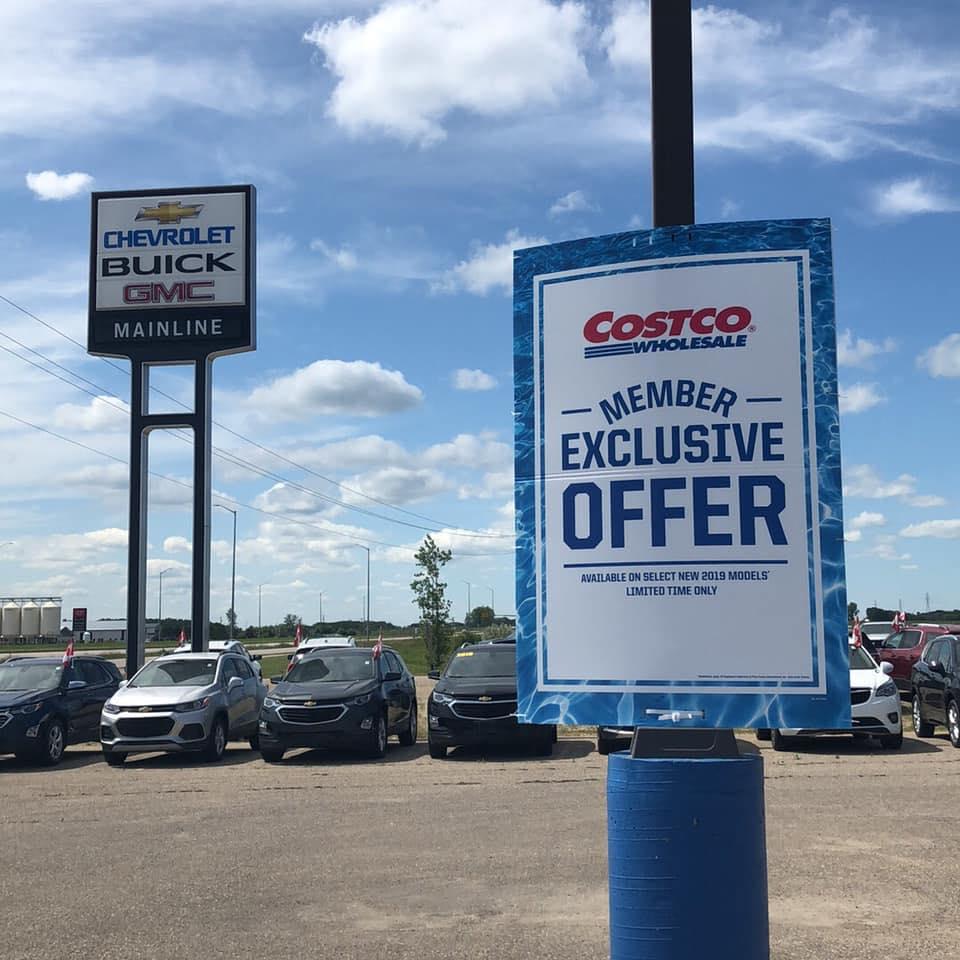 CHEVROLET
BUICK
GMC
MAINLINE
COSTCO®
WHOLESALE
MEMBER
EXCLUSIVE
OFFER
AVAILABLE ON SELECT NEW 2019 MODELS*
LIMITED TIME ONLY